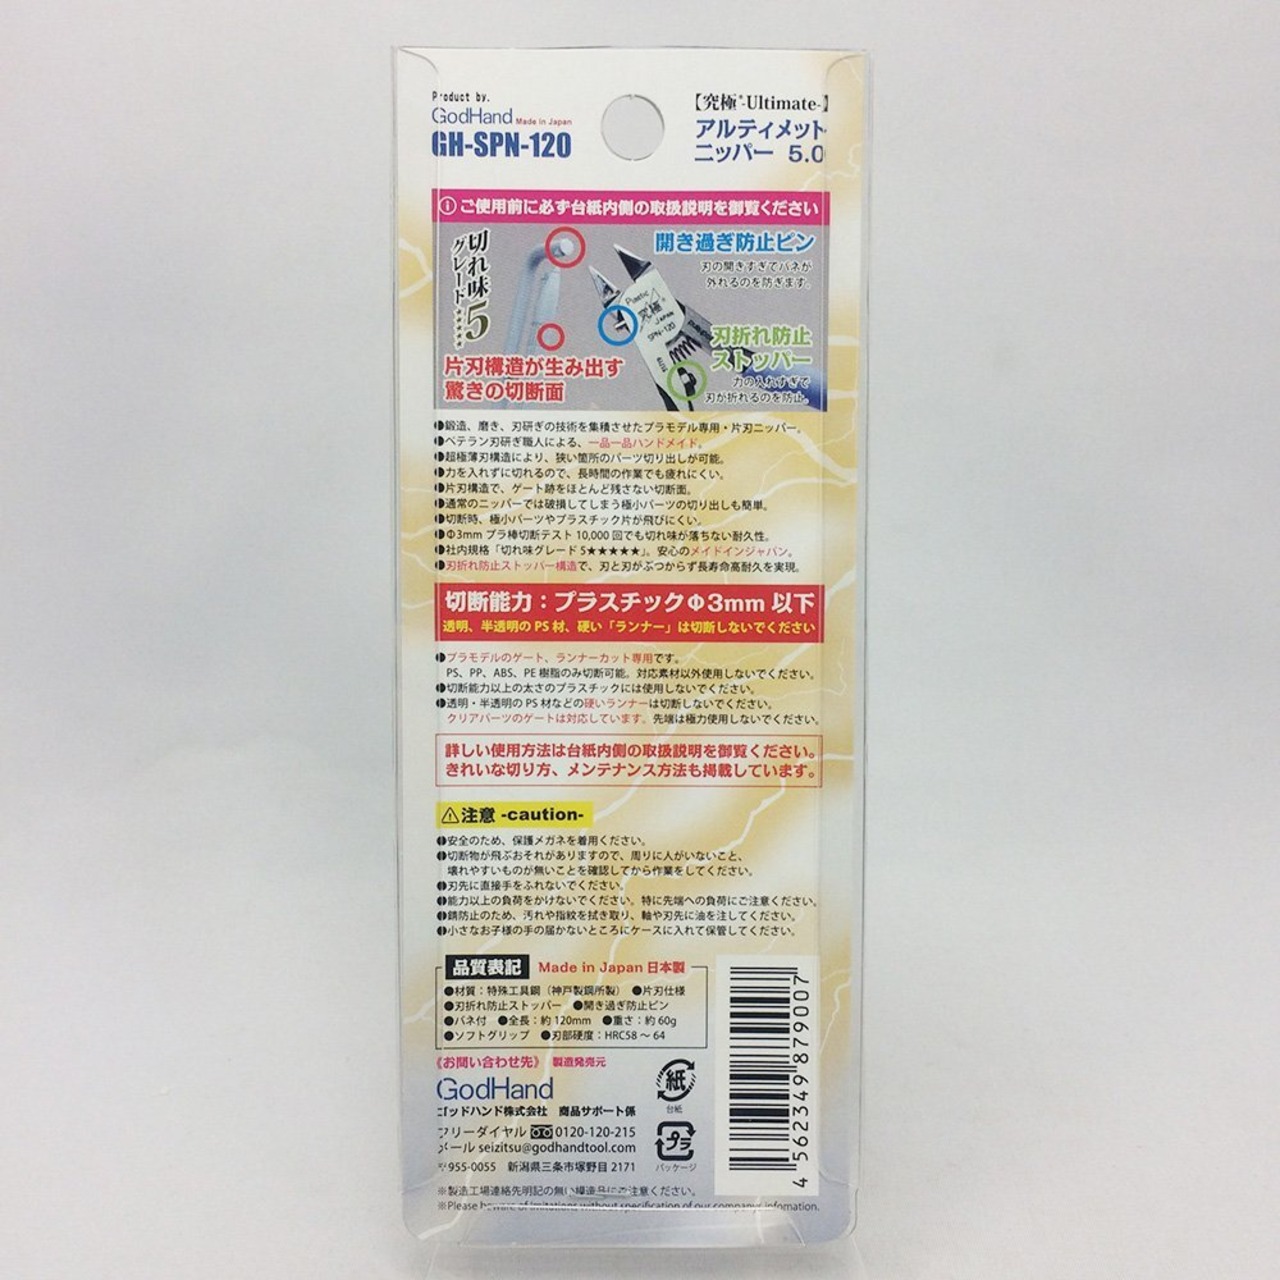 Product by.
GodHand Made in Japan
GH-SPN-120
【究極®-Ultimate-】
アルティメット
ニッパー 5.0
ご使用前に必ず台紙内側の取扱説明を御覧ください
切れ味
グレード★★★★★
5
開き過ぎ防止ピン
刃の開きすぎでバネが
外れるのを防ぎます。
Plastic
究極®
JAPAN
SPN-120
刃折れ防止
ストッパー
力の入れすぎで
刃が折れるのを防止。
片刃構造が生み出す
驚きの切断面
●鍛造、磨き、刃研ぎの技術を集積させたプラモデル専用・片刃ニッパー。
●ベテラン刃研ぎ職人による、一品一品ハンドメイド。
●超極薄刃構造により、狭い箇所のパーツ切り出しが可能。
●力を入れずに切れるので、長時間の作業でも疲れにくい。
●片刃構造で、ゲート跡をほとんど残さない切断面。
●通常のニッパーでは破損してしまう極小パーツの切り出しも簡単。
●切断時、極小パーツやプラスチック片が飛びにくい。
●Φ3mm プラ棒切断テスト 10,000 回でも切れ味が落ちない耐久性。
●社内規格「切れ味グレード 5★★★★★」。安心のメイドインジャパン。
●刃折れ防止ストッパー構造で、刃と刃がぶつからず長寿命高耐久を実現。
切断能力：プラスチックΦ3mm 以下
透明、半透明の PS 材、硬い「ランナー」は切断しないでください
●プラモデルのゲート、ランナーカット専用です。
PS、PP、ABS、PE 樹脂のみ切断可能。対応素材以外使用しないでください。
●切断能力以上の太さのプラスチックには使用しないでください。
●透明・半透明の PS 材などの硬いランナーは切断しないでください。
クリアパーツのゲートは対応しています。先端は極力使用しないでください。
詳しい使用方法は台紙内側の取扱説明を御覧ください。
きれいな切り方、メンテナンス方法も掲載しています。
⚠注意 -caution-
●安全のため、保護メガネを着用ください。
●切断物が飛ぶおそれがありますので、周りに人がいないこと、
壊れやすいものが無いことを確認してから作業をしてください。
●刃先に直接手をふれないでください。
●能力以上の負荷をかけないでください。特に先端への負荷にご注意ください。
●錆防止のため、汚れや指紋を拭き取り、軸や刃先に油を注してください。
●小さなお子様の手の届かないところにケースに入れて保管してください。
品質表記 Made in Japan 日本製
●材質：特殊工具鋼（神戸製鋼所製） ●片刃仕様
●刃折れ防止ストッパー ●開き過ぎ防止ピン
●バネ付 ●全長：約 120mm ●重さ：約 60g
●ソフトグリップ ●刃部硬度：HRC58 ～ 64
《お問い合わせ先》 製造発売元
GodHand
ゴッドハンド株式会社 商品サポート係
フリーダイヤル 0120-120-215
メール seizitsu@godhandtool.com
〒955-0055 新潟県三条市塚野目 2171
紙
台紙
プラ
パッケージ
4 562349 879007
※製造工場連絡先明記の無い模造品にご注意ください。
※Please beware of imitations without specification of our company information.